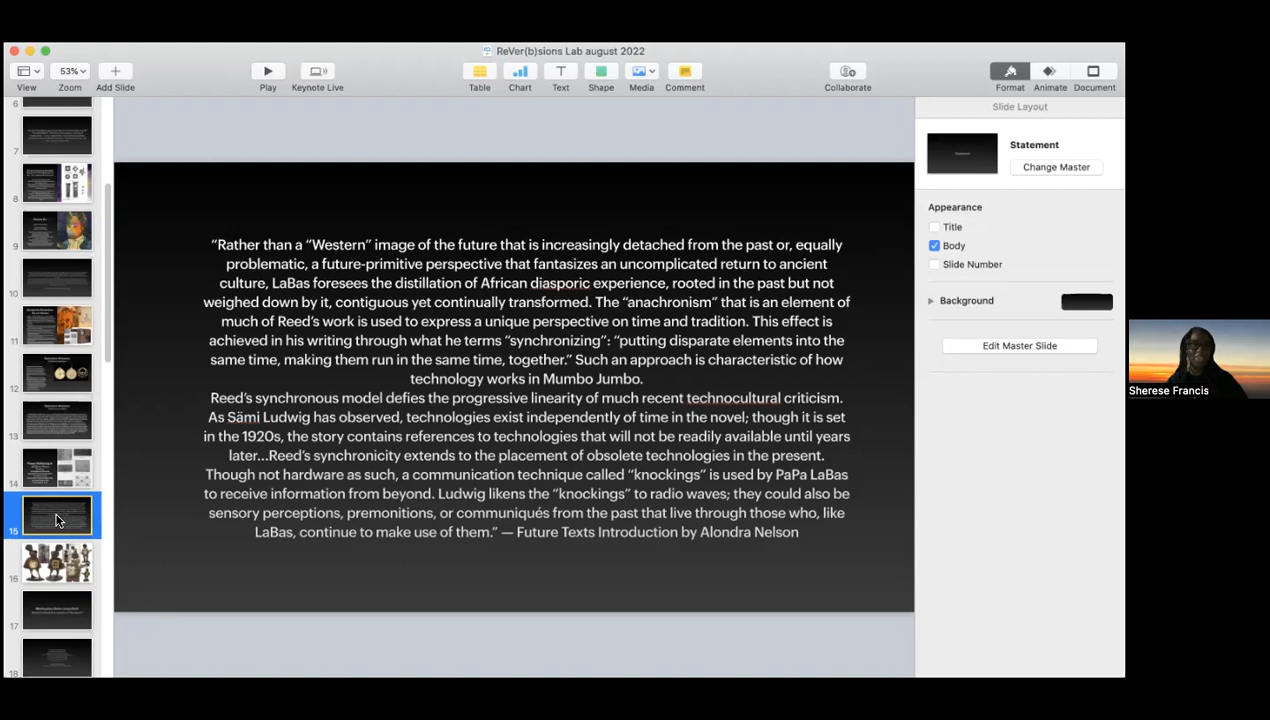 ReVer(b)sions Lab august 2022
53%
View
Zoom
Add Slide
Play
Keynote Live
Table
Chart
Text
Shape
Media
Comment
Collaborate
Format
Animate
Document
6
7
8
9
10
11
12
13
14
15
16
17
18
“Rather than a “Western” image of the future that is increasingly detached from the past or, equally
problematic, a future-primitive perspective that fantasizes an uncomplicated return to ancient
culture, LaBas foresees the distillation of African diasporic experience, rooted in the past but not
weighed down by it, contiguous yet continually transformed. The “anachronism” that is an element of
much of Reed’s work is used to express a unique perspective on time and tradition. This effect is
achieved in his writing through what he terms “synchronizing”: “putting disparate elements into the
same time, making them run in the same time, together.” Such an approach is characteristic of how
technology works in Mumbo Jumbo.
Reed’s synchronous model defies the progressive linearity of much recent technocultural criticism.
As Sämi Ludwig has observed, technologies exist independently of time in the novel; though it is set
in the 1920s, the story contains references to technologies that will not be readily available until years
later...Reed’s synchronicity extends to the placement of obsolete technologies in the present.
Though not hardware as such, a communication technique called “knockings” is used by PaPa LaBas
to receive information from beyond. Ludwig likens the “knockings” to radio waves; they could also be
sensory perceptions, premonitions, or communiqués from the past that live through those who, like
LaBas, continue to make use of them.” — Future Texts Introduction by Alondra Nelson
Slide Layout
Statement
Change Master
Appearance
Title
Body
Slide Number
Background
Edit Master Slide
Sherese Francis